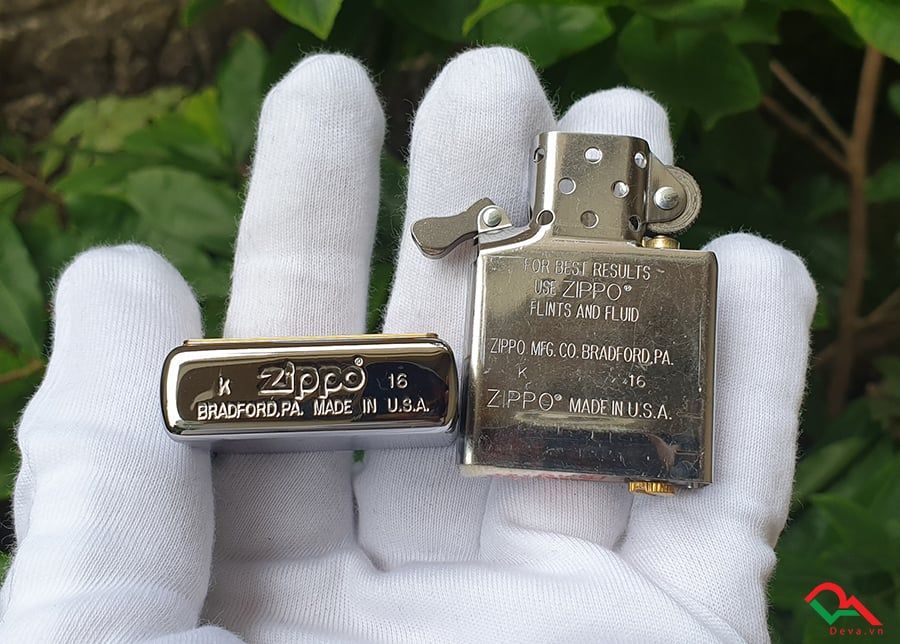 K Zippo® 16
BRADFORD,PA. MADE IN U.S.A.
FOR BEST RESULTS
USE ZIPPO®
FLINTS AND FLUID
ZIPPO MFG.CO. BRADFORD,PA.
K 16
ZIPPO® MADE IN U.S.A.
Deva.vn